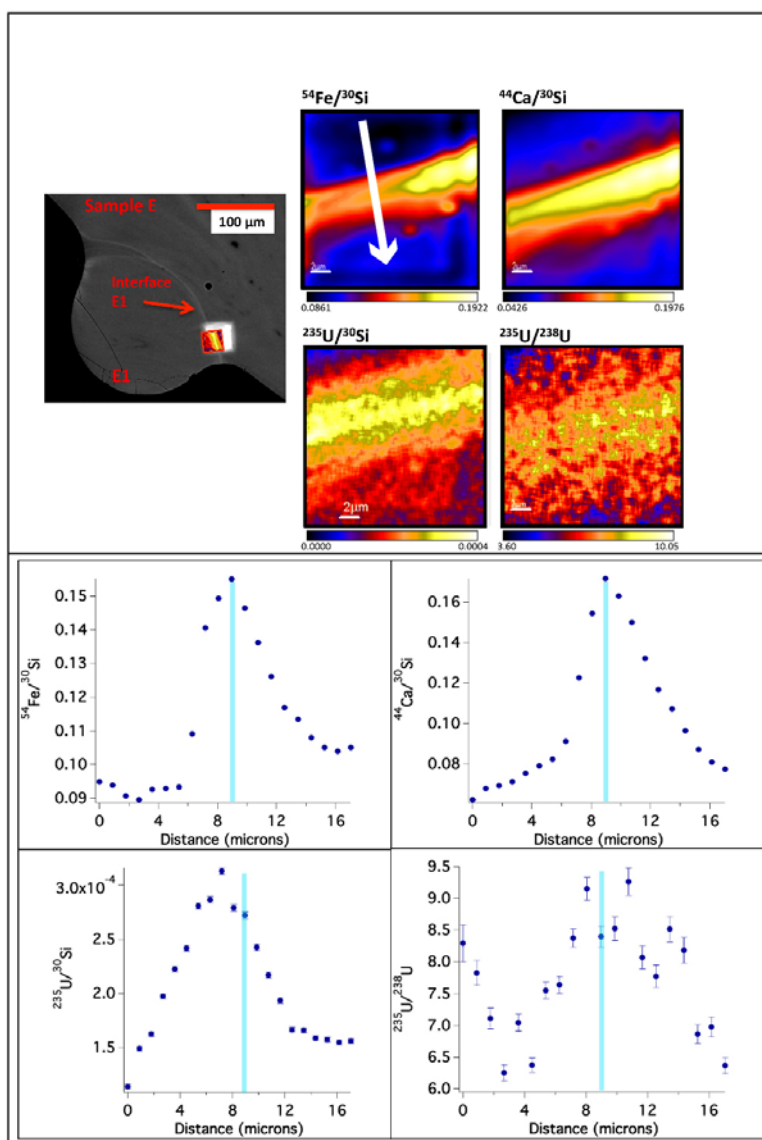 ⁵⁴Fe/³⁰Si
⁴⁴Ca/³⁰Si
Sample E
100 µm
Interface
E1
E1
2µm
2µm
0.0861
0.1922
0.0426
0.1976
²³⁵U/³⁰Si
²³⁵U/²³⁸U
2µm
0.0000
0.0004
3.60
10.05
0.15
0.14
0.13
0.12
0.11
0.10
0.09
⁵⁴Fe/³⁰Si
0
4
8
12
16
Distance (microns)
0.16
0.14
0.12
0.10
0.08
⁴⁴Ca/³⁰Si
0
4
8
12
16
Distance (microns)
3.0x10⁻⁴
2.5
2.0
1.5
²³⁵U/³⁰Si
0
4
8
12
16
Distance (microns)
9.5
9.0
8.5
8.0
7.5
7.0
6.5
6.0
²³⁵U/²³⁸U
0
4
8
12
16
Distance (microns)